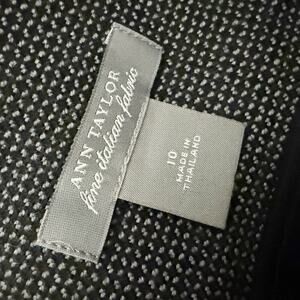 ANN TAYLOR
fine italian fabric
10
MADE IN
THAILAND